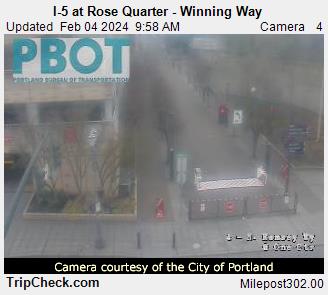 I-5 at Rose Quarter - Winning Way
Updated Feb 04 2024 9:58 AM Camera 4
PBOT
PORTLAND BUREAU OF TRANSPORTATION
Camera courtesy of the City of Portland
TripCheck.com Milepost302.00